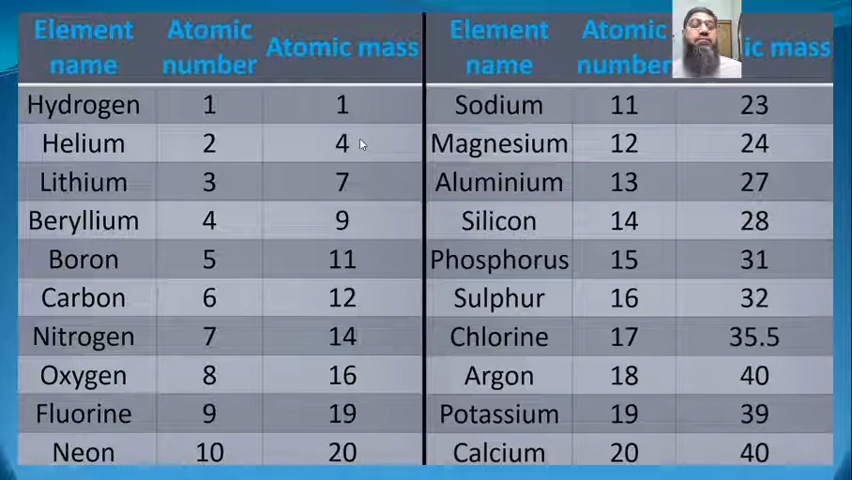 Element name Atomic number Atomic mass Element name Atomic number ic mass
Hydrogen 1 1 Sodium 11 23
Helium 2 4 Magnesium 12 24
Lithium 3 7 Aluminium 13 27
Beryllium 4 9 Silicon 14 28
Boron 5 11 Phosphorus 15 31
Carbon 6 12 Sulphur 16 32
Nitrogen 7 14 Chlorine 17 35.5
Oxygen 8 16 Argon 18 40
Fluorine 9 19 Potassium 19 39
Neon 10 20 Calcium 20 40